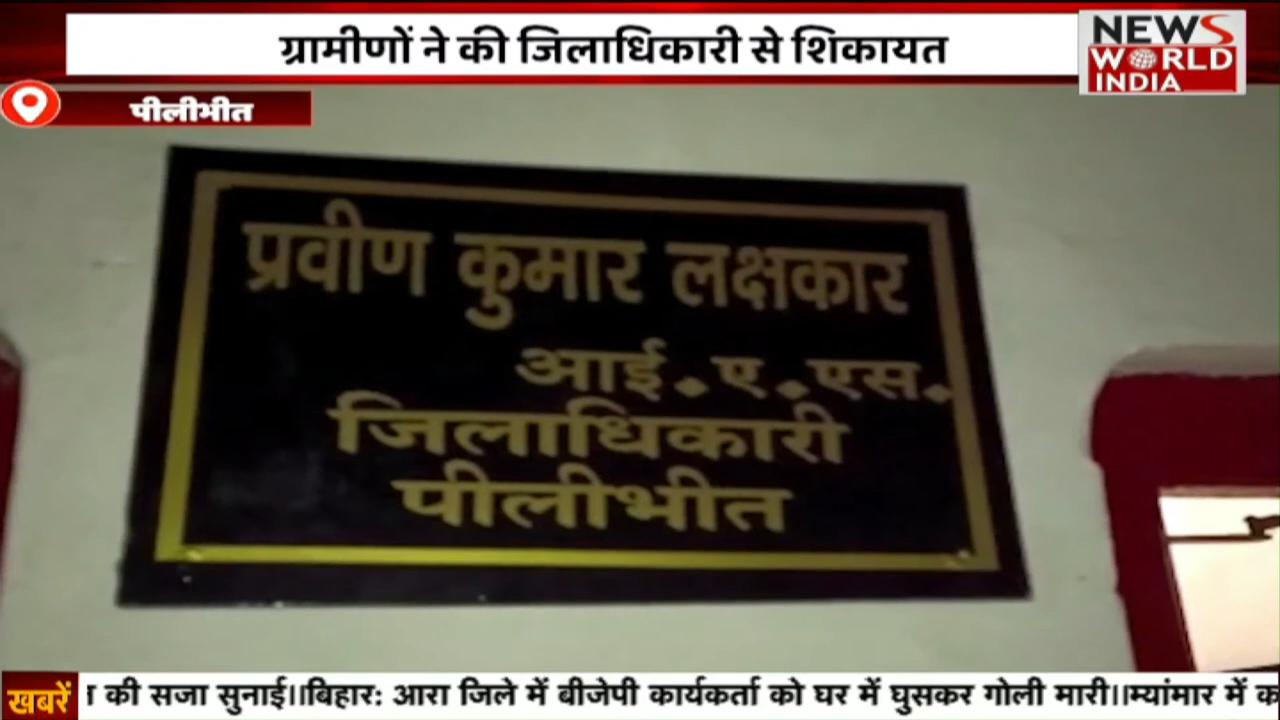 ग्रामीणों ने की जिलाधिकारी से शिकायत
NEWS
WORLD
INDIA
पीलीभीत
प्रवीण कुमार लक्षकार
आई.ए.एस.
जिलाधिकारी
पीलीभीत
खबरें
की सजा सुनाई||बिहार: आरा जिले में बीजेपी कार्यकर्ता को घर में घुसकर गोली मारी||म्यांमार में